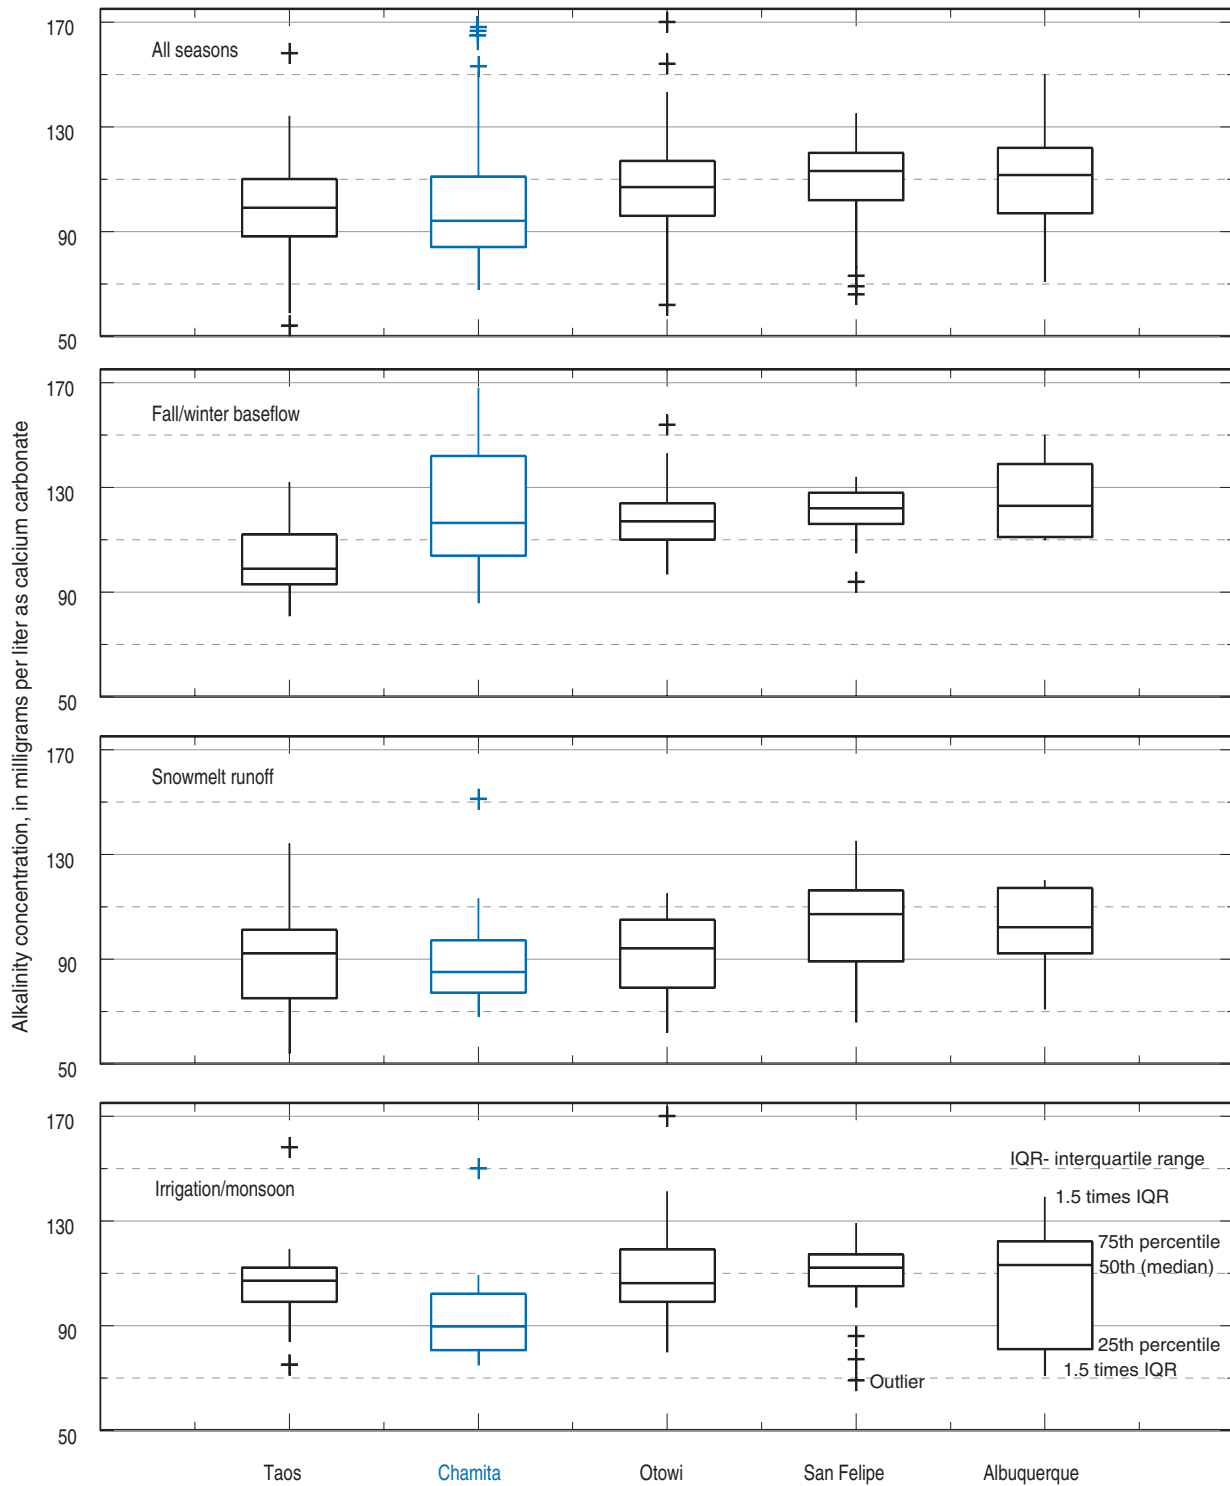 Alkalinity concentration, in milligrams per liter as calcium carbonate
170
All seasons
130
90
50
170
Fall/winter baseflow
130
90
50
170
Snowmelt runoff
130
90
50
170
IQR- interquartile range
Irrigation/monsoon
1.5 times IQR
130
75th percentile
50th (median)
90
25th percentile
1.5 times IQR
Outlier
50
Taos
Chamita
Otowi
San Felipe
Albuquerque